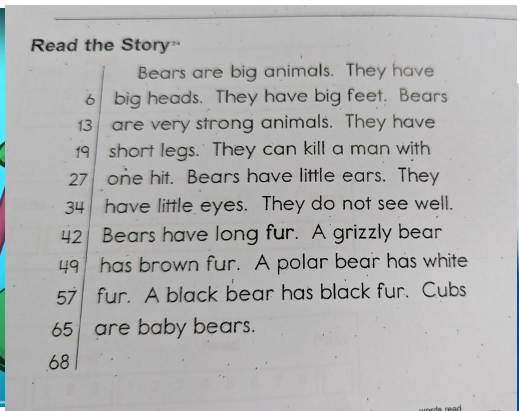 Read the Story
Bears are big animals. They have
6 big heads. They have big feet. Bears
13 are very strong animals. They have
19 short legs. They can kill a man with
27 one hit. Bears have little ears. They
34 have little eyes. They do not see well.
42 Bears have long fur. A grizzly bear
49 has brown fur. A polar bear has white
57 fur. A black bear has black fur. Cubs
65 are baby bears.
68
words read